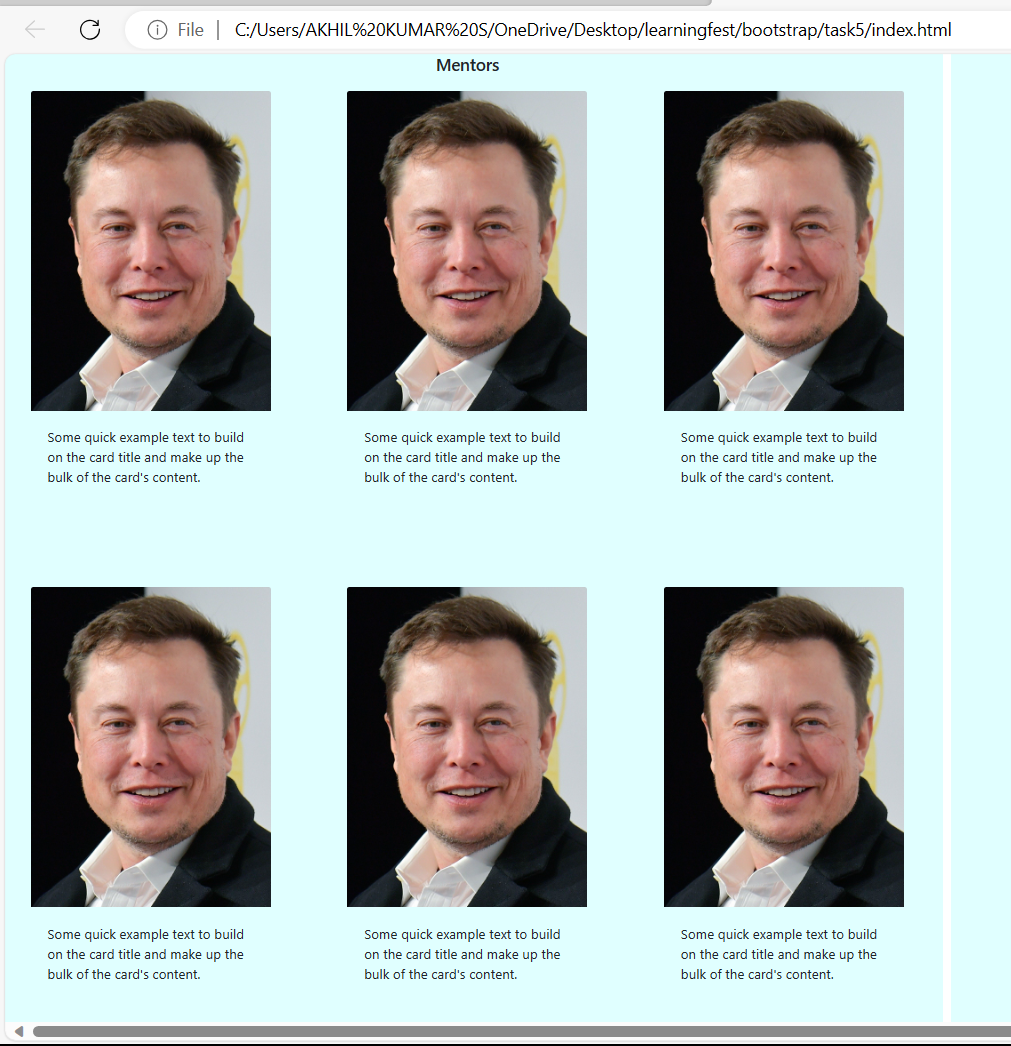 File
C:/Users/AKHIL%20KUMAR%20S/OneDrive/Desktop/learningfest/bootstrap/task5/index.html
Mentors
Some quick example text to build
on the card title and make up the
bulk of the card's content.
Some quick example text to build
on the card title and make up the
bulk of the card's content.
Some quick example text to build
on the card title and make up the
bulk of the card's content.
Some quick example text to build
on the card title and make up the
bulk of the card's content.
Some quick example text to build
on the card title and make up the
bulk of the card's content.
Some quick example text to build
on the card title and make up the
bulk of the card's content.